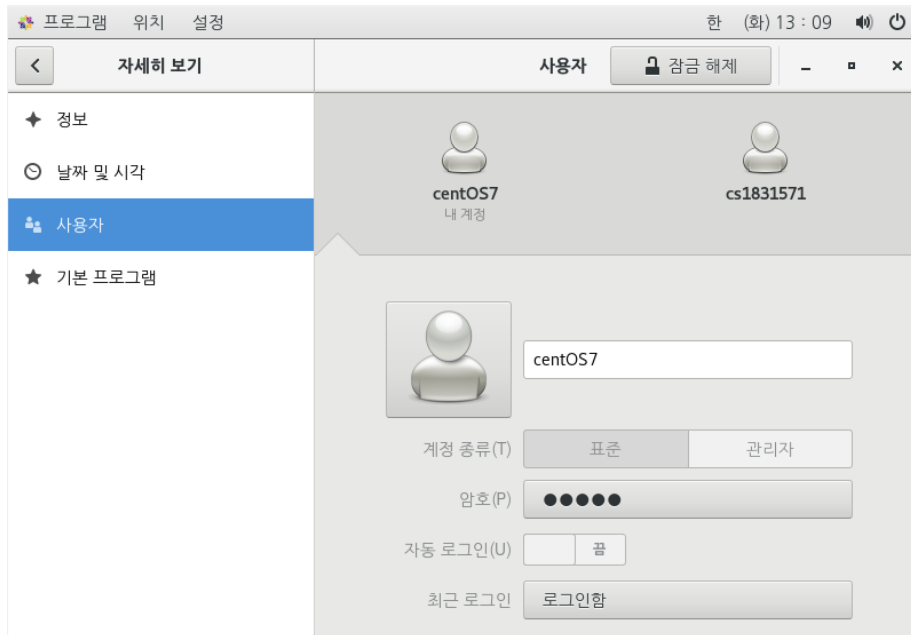 프로그램 위치 설정 한 (화) 13 : 09
자세히 보기 사용자 잠금 해제
정보
날짜 및 시각
사용자
기본 프로그램
centOS7 cs1831571
내 계정
centOS7
계정 종류(T) 표준 관리자
암호(P) ●●●●●
자동 로그인(U) 끔
최근 로그인 로그인함